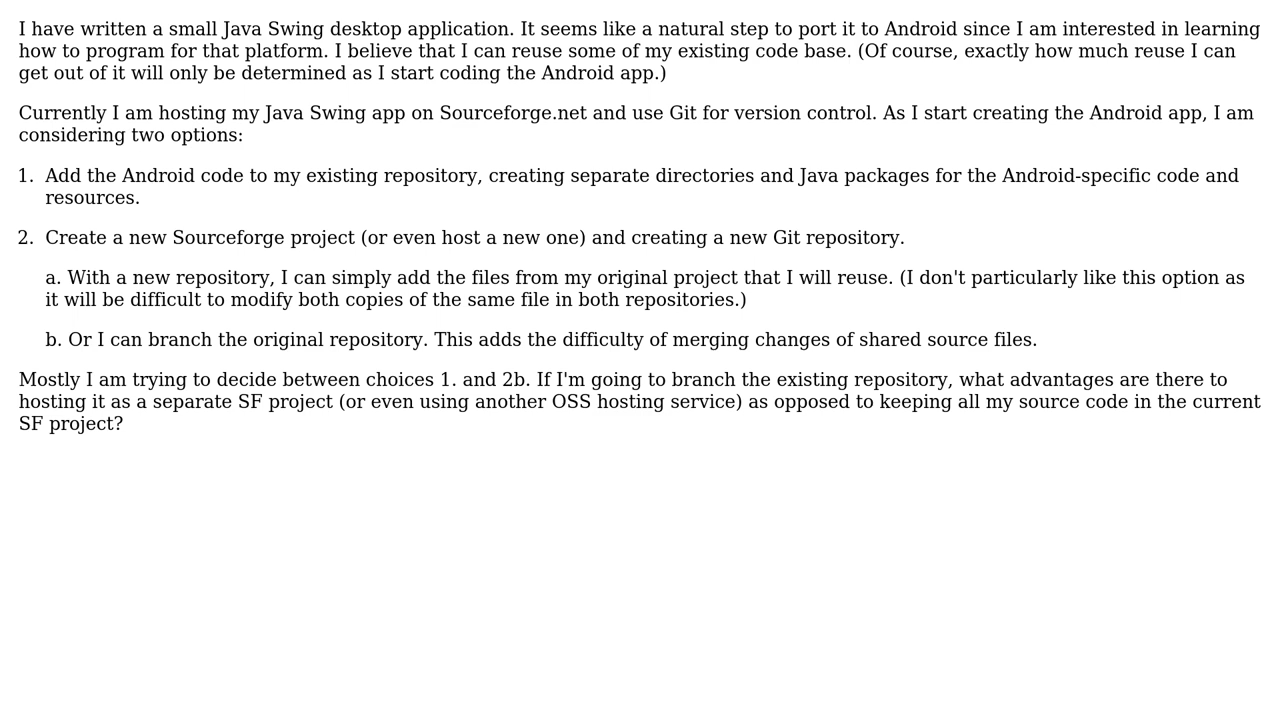 I have written a small Java Swing desktop application. It seems like a natural step to port it to Android since I am interested in learning
how to program for that platform. I believe that I can reuse some of my existing code base. (Of course, exactly how much reuse I can
get out of it will only be determined as I start coding the Android app.)
Currently I am hosting my Java Swing app on Sourceforge.net and use Git for version control. As I start creating the Android app, I am
considering two options:
1. Add the Android code to my existing repository, creating separate directories and Java packages for the Android-specific code and
resources.
2. Create a new Sourceforge project (or even host a new one) and creating a new Git repository.
a. With a new repository, I can simply add the files from my original project that I will reuse. (I don't particularly like this option as
it will be difficult to modify both copies of the same file in both repositories.)
b. Or I can branch the original repository. This adds the difficulty of merging changes of shared source files.
Mostly I am trying to decide between choices 1. and 2b. If I'm going to branch the existing repository, what advantages are there to
hosting it as a separate SF project (or even using another OSS hosting service) as opposed to keeping all my source code in the current
SF project?